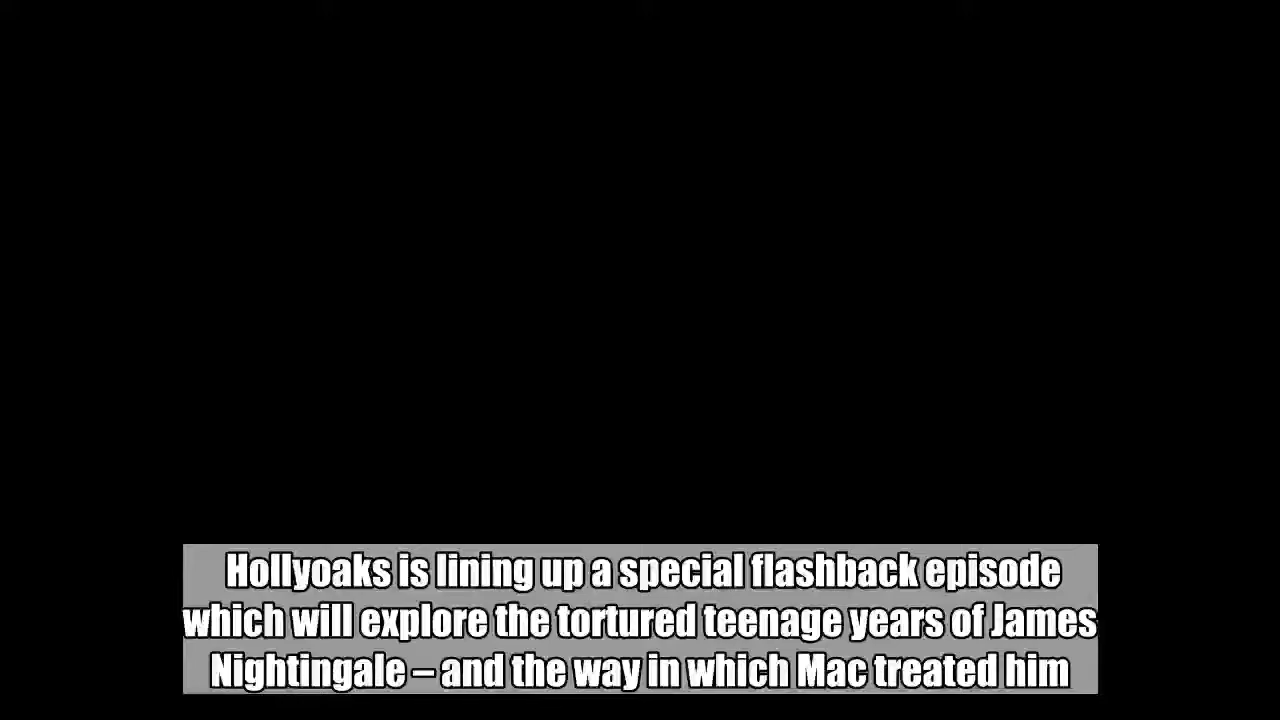 Hollyoaks is lining up a special flashback episode
which will explore the tortured teenage years of James
Nightingale – and the way in which Mac treated him